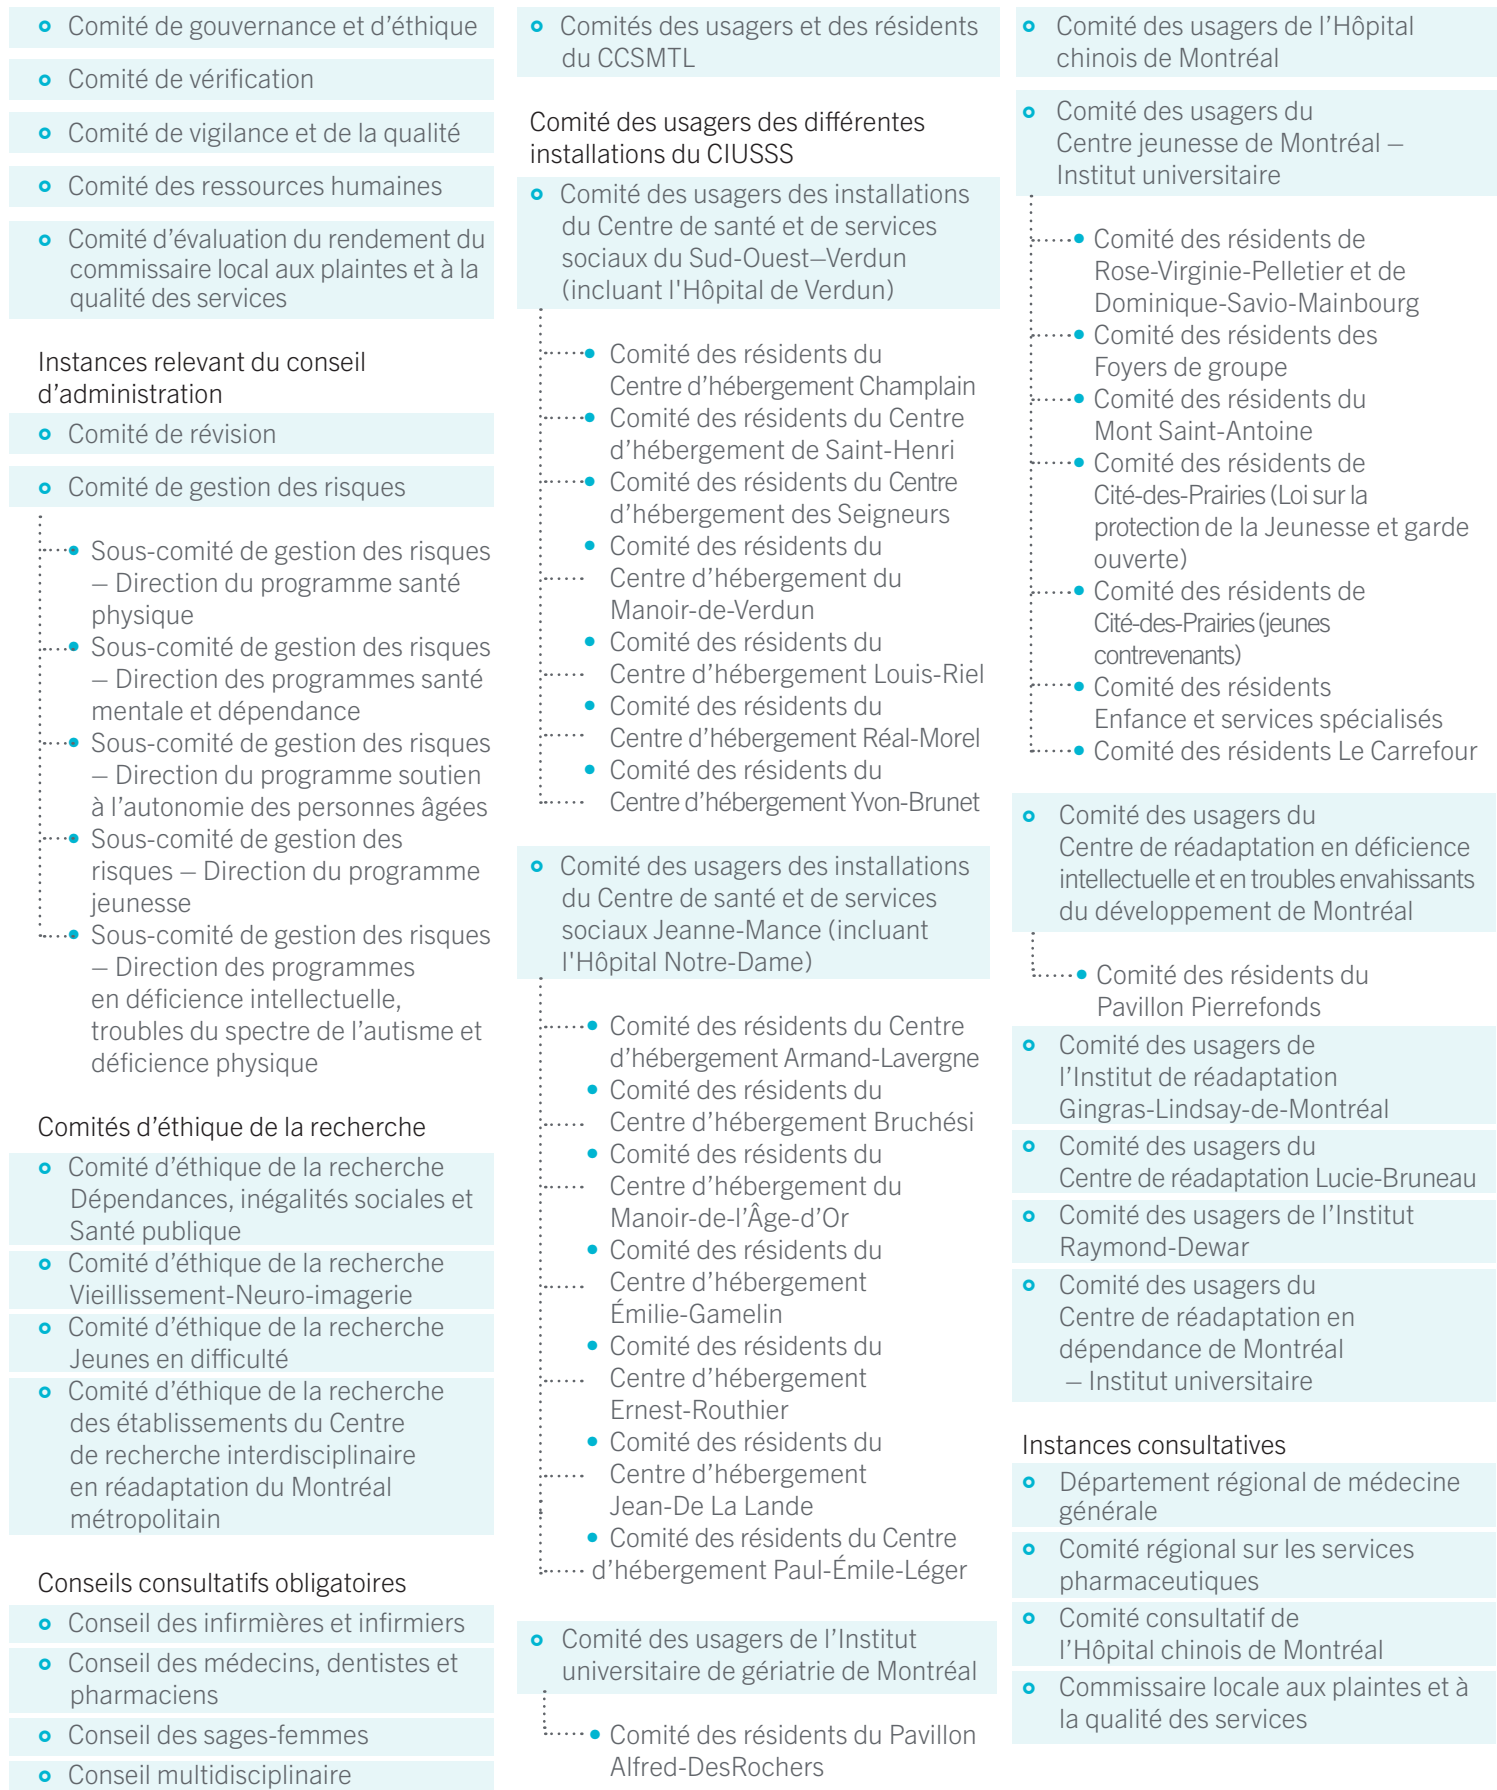 Comité de gouvernance et d’éthique
Comité de vérification
Comité de vigilance et de la qualité
Comité des ressources humaines
Comité d’évaluation du rendement du
commissaire local aux plaintes et à la
qualité des services
Instances relevant du conseil
d’administration
Comité de révision
Comité de gestion des risques
Sous-comité de gestion des risques
– Direction du programme santé
physique
Sous-comité de gestion des risques
– Direction des programmes santé
mentale et dépendance
Sous-comité de gestion des risques
– Direction du programme soutien
à l’autonomie des personnes âgées
Sous-comité de gestion des
risques – Direction du programme
jeunesse
Sous-comité de gestion des risques
– Direction des programmes
en déficience intellectuelle,
troubles du spectre de l’autisme et
déficience physique
Comités d’éthique de la recherche
Comité d’éthique de la recherche
Dépendances, inégalités sociales et
Santé publique
Comité d’éthique de la recherche
Vieillissement-Neuro-imagerie
Comité d’éthique de la recherche
Jeunes en difficulté
Comité d’éthique de la recherche
des établissements du Centre
de recherche interdisciplinaire
en réadaptation du Montréal
métropolitain
Conseils consultatifs obligatoires
Conseil des infirmières et infirmiers
Conseil des médecins, dentistes et
pharmaciens
Conseil des sages-femmes
Conseil multidisciplinaire
Comités des usagers et des résidents
du CCSMTL
Comité des usagers des différentes
installations du CIUSSS
Comité des usagers des installations
du Centre de santé et de services
sociaux du Sud-Ouest–Verdun
(incluant l'Hôpital de Verdun)
Comité des résidents du
Centre d’hébergement Champlain
Comité des résidents du Centre
d’hébergement de Saint-Henri
Comité des résidents du Centre
d’hébergement des Seigneurs
Comité des résidents du
Centre d’hébergement du
Manoir-de-Verdun
Comité des résidents du
Centre d’hébergement Louis-Riel
Comité des résidents du
Centre d’hébergement Réal-Morel
Comité des résidents du
Centre d’hébergement Yvon-Brunet
Comité des usagers des installations
du Centre de santé et de services
sociaux Jeanne-Mance (incluant
l'Hôpital Notre-Dame)
Comité des résidents du Centre
d’hébergement Armand-Lavergne
Comité des résidents du
Centre d’hébergement Bruchési
Comité des résidents du
Centre d’hébergement du
Manoir-de-l’Âge-d’Or
Comité des résidents du
Centre d’hébergement
Émilie-Gamelin
Comité des résidents du
Centre d’hébergement
Ernest-Routhier
Comité des résidents du
Centre d’hébergement
Jean-De La Lande
Comité des résidents du Centre
d’hébergement Paul-Émile-Léger
Comité des usagers de l’Institut
universitaire de gériatrie de Montréal
Comité des résidents du Pavillon
Alfred-DesRochers
Comité des usagers de l’Hôpital
chinois de Montréal
Comité des usagers du
Centre jeunesse de Montréal –
Institut universitaire
Comité des résidents de
Rose-Virginie-Pelletier et de
Dominique-Savio-Mainbourg
Comité des résidents des
Foyers de groupe
Comité des résidents du
Mont Saint-Antoine
Comité des résidents de
Cité-des-Prairies (Loi sur la
protection de la Jeunesse et garde
ouverte)
Comité des résidents de
Cité-des-Prairies (jeunes
contrevenants)
Comité des résidents
Enfance et services spécialisés
Comité des résidents Le Carrefour
Comité des usagers du
Centre de réadaptation en déficience
intellectuelle et en troubles envahissants
du développement de Montréal
Comité des résidents du
Pavillon Pierrefonds
Comité des usagers de
l’Institut de réadaptation
Gingras-Lindsay-de-Montréal
Comité des usagers du
Centre de réadaptation Lucie-Bruneau
Comité des usagers de l’Institut
Raymond-Dewar
Comité des usagers du
Centre de réadaptation en
dépendance de Montréal
– Institut universitaire
Instances consultatives
Département régional de médecine
générale
Comité régional sur les services
pharmaceutiques
Comité consultatif de
l’Hôpital chinois de Montréal
Commissaire locale aux plaintes et à
la qualité des services